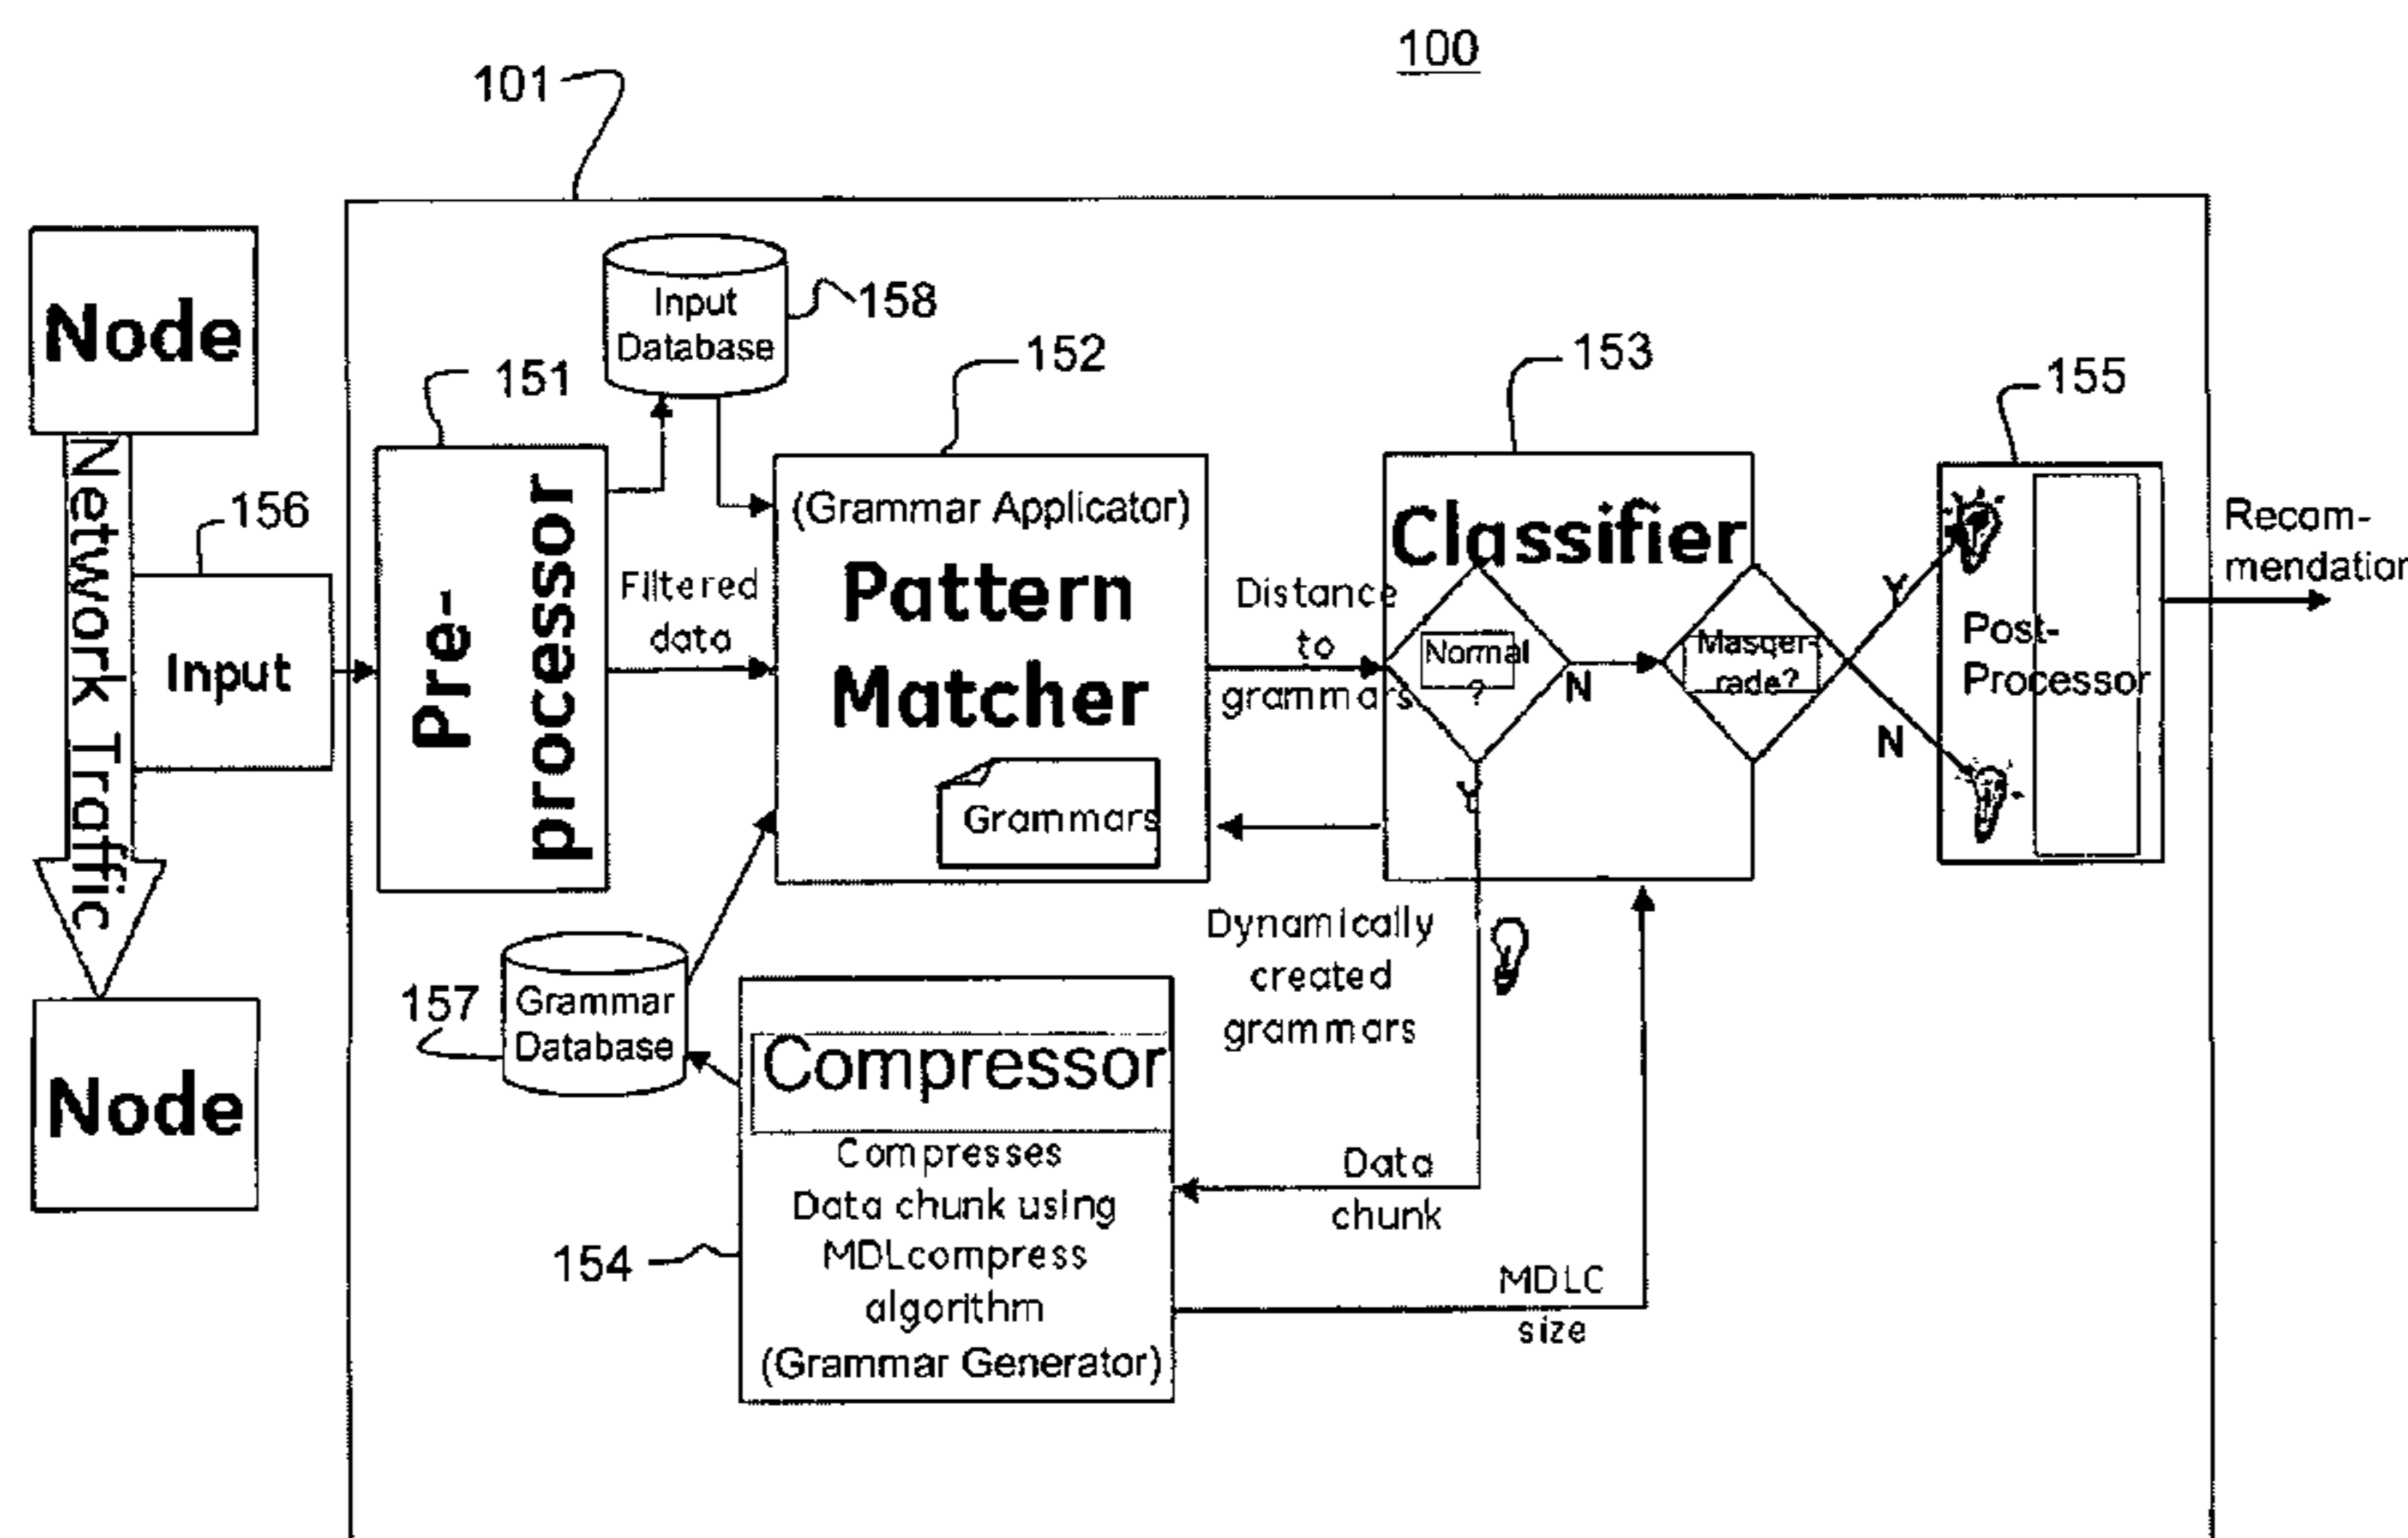 100
101
Node
Network Traffic
Node
156
Input
151
Pre-
processor
Input
Database
158
Filtered
data
152
(Grammar Applicator)
Pattern
Matcher
Grammars
Distance
to
grammars
153
Classifier
Normal
?
N
Y
Masqer-
rade?
Y
N
155
Post-
Processor
Recom-
mendation
157
Grammar
Database
Dynamically
created
grammars
154
Compressor
Compresses
Data chunk using
MDLcompress
algorithm
(Grammar Generator)
Data
chunk
MDLC
size